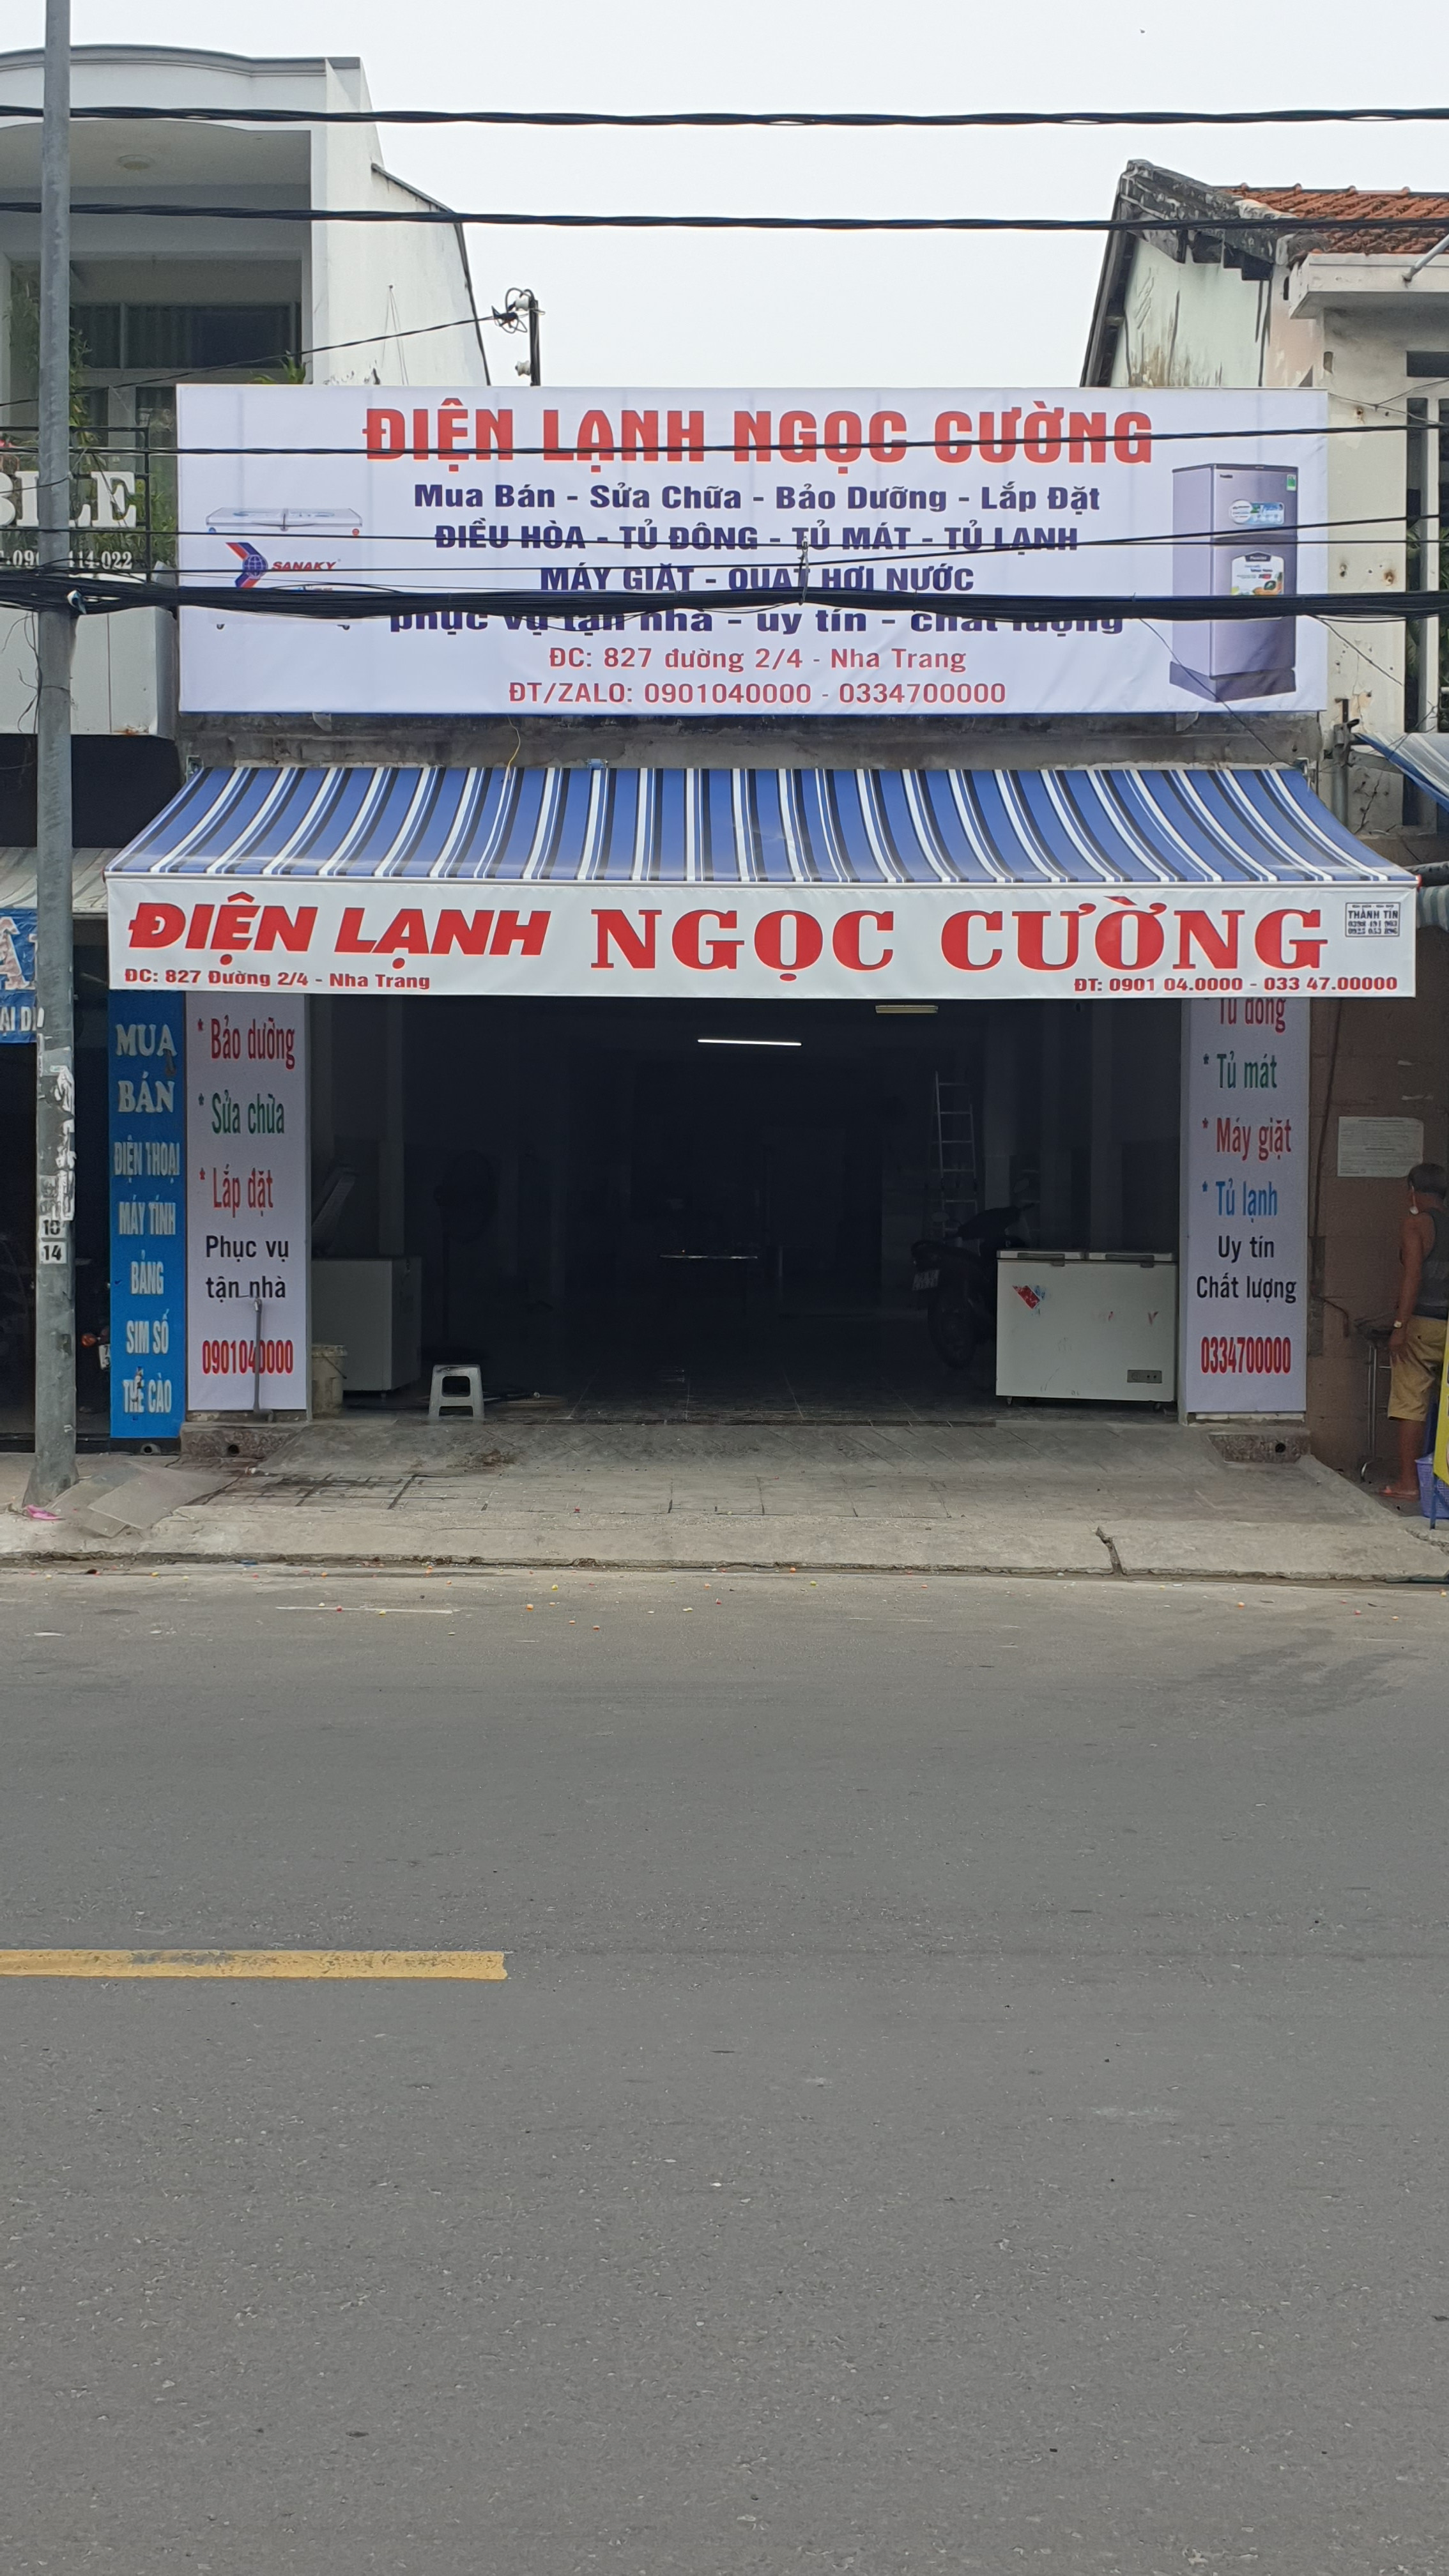 ĐIỆN LẠNH NGỌC CƯỜNG
Mua Bán - Sửa Chữa - Bảo Dưỡng - Lắp Đặt
ĐIỀU HÒA - TỦ ĐÔNG - TỦ MÁT - TỦ LẠNH
MÁY GIẶT - QUẠT HƠI NƯỚC
phục vụ tận nhà - uy tín - chất lượng
ĐC: 827 đường 2/4 - Nha Trang
ĐT/ZALO: 0901040000 - 0334700000
SANAKY
ĐIỆN LẠNH NGỌC CƯỜNG
THÀNH TÍN
ĐC: 827 Đường 2/4 - Nha Trang
ĐT: 0901 04.0000 - 033 47.00000
MUA
BÁN
ĐIỆN THOẠI
MÁY TÍNH
BẢNG
SIM SỐ
THẺ CÀO
* Bảo dưỡng
* Sửa chữa
* Lắp đặt
Phục vụ
tận nhà
0901040000
Tủ đông
* Tủ mát
* Máy giặt
* Tủ lạnh
Uy tín
Chất lượng
0334700000
10
14